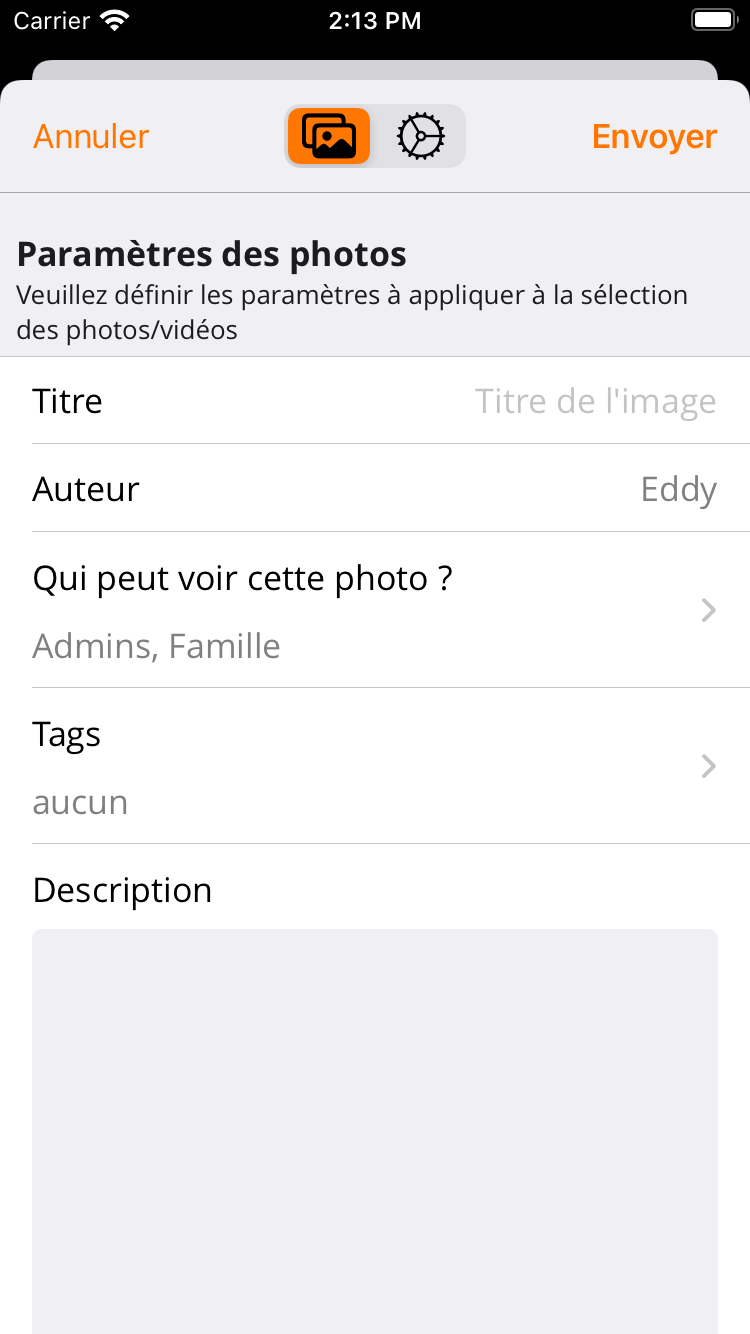 Carrier 2:13 PM
Annuler Envoyer
Paramètres des photos
Veuillez définir les paramètres à appliquer à la sélection
des photos/vidéos
Titre Titre de l'image
Auteur Eddy
Qui peut voir cette photo ?
Admins, Famille
Tags
aucun
Description